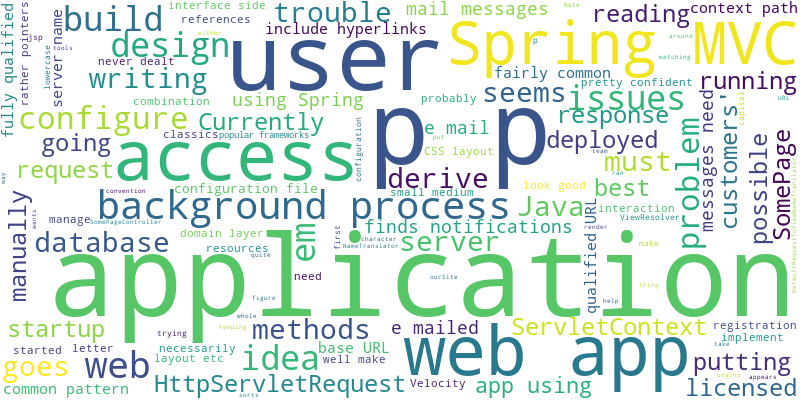 fully qualified
rather pointers
jsp
lowercase
tools
build
server name
interface side
references
trouble
mail messages
include hyperlinks
either
Note
reading
context path
Spring MVC
never dealt
design
user
fairly common
around
matching
writing
combination
using Spring
seems
issues
pretty confident
running
p
configure
Currently
classics
popular frameworks
configuration
probably
e mail
put
CSS layout
response
capital
URL
going
access
p p
deployed
team
ran
problem
messages need
customers'
possible
SomePage
request
configuration file
derive
look good
must
way
convention
wants
manage
SomePageController
background process
small medium
Java
best
interaction
ViewResolver
manually
database
domain layer
em
first
NameTranslator
character
finds notifications
server
render
qualified URL
DefaultRequestToViewNameTranslator
resources
quite
need
application
ourSite
make
thing
help
figure
whole
startup
trying
methods
e mailed
ServletContext
registration
implement
started
letter
necessarily
layout etc
idea
base URL
well make
web app
take
putting
goes
web
keeping
begins
appears
common pattern
HttpServletRequest
sorts
Velocity
app using
licensed